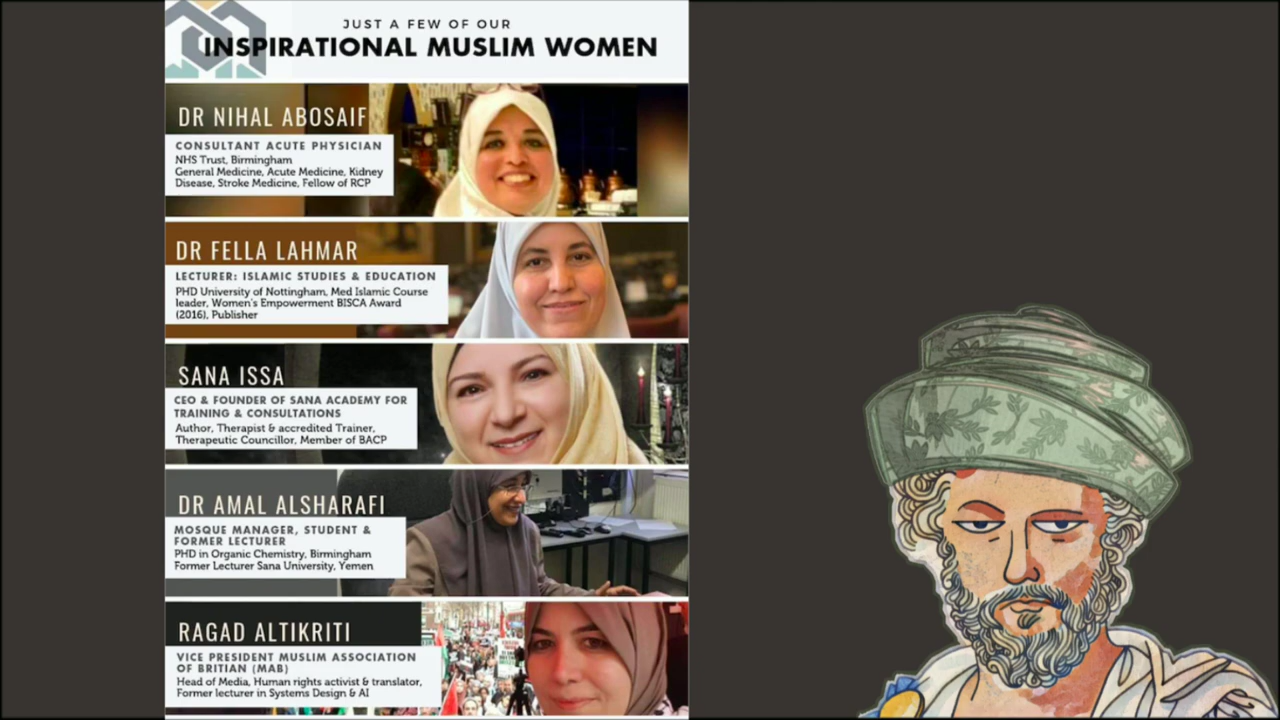 JUST A FEW OF OUR
INSPIRATIONAL MUSLIM WOMEN
DR NIHAL ABOSAIF
CONSULTANT ACUTE PHYSICIAN
NHS Trust, Birmingham
General Medicine, Acute Medicine, Kidney
Disease, Stroke Medicine, Fellow of RCP
DR FELLA LAHMAR
LECTURER: ISLAMIC STUDIES & EDUCATION
PHD University of Nottingham, Med Islamic Course
leader, Women's Empowerment BISCA Award
(2016), Publisher
SANA ISSA
CEO & FOUNDER OF SANA ACADEMY FOR
TRAINING & CONSULTATIONS
Author, Therapist & accredited Trainer,
Therapeutic Councillor, Member of BACP
DR AMAL ALSHARAFI
MOSQUE MANAGER, STUDENT &
FORMER LECTURER
PHD in Organic Chemistry, Birmingham
Former Lecturer Sana University, Yemen
RAGAD ALTIKRITI
VICE PRESIDENT MUSLIM ASSOCIATION
OF BRITIAN (MAB)
Head of Media, Human rights activist & translator,
Former lecturer in Systems Design & AI